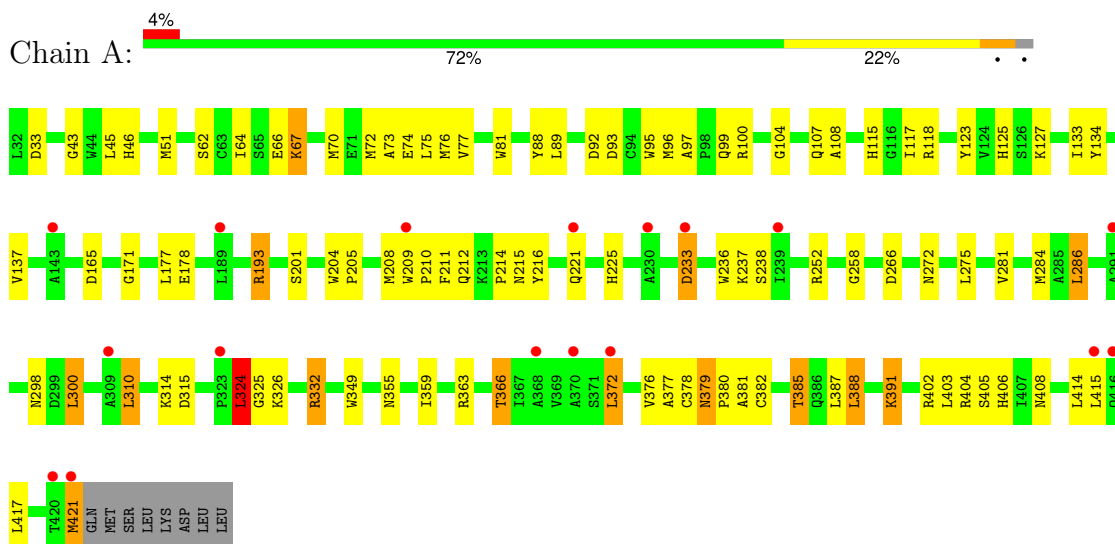 4%
Chain A:
72% 22% • •
L32 D33 G43 W44 L45 H46 M51 S62 C63 I64 S65 E66 K67 M70 E71 M72 A73 E74 L75 M76 V77 W81 Y88 L89 D92 D93 C94 W95 M96 A97 P98 Q99 R100 G104 Q107 A108 H115 G116 I117 R118 Y123 V124 H125 S126 K127 I133 Y134
V137 A143 D165 G171 L177 E178 L189 R193 S201 W204 P205 M208 W209 P210 F211 Q212 K213 P214 N215 Y216 Q221 H225 A230 D233 W236 K237 S238 I239 R252 G258 D266 N272 L275 V281 M284 A285 L286 A291
N298 D299 L300 A309 L310 K314 D315 P323 L324 G325 K326 R332 W349 N355 I359 R363 T366 I367 A368 V369 A370 S371 L372 V376 A377 C378 N379 P380 A381 C382 T385 Q386 L387 L388 K391 R402 L403 R404 S405 H406 I407 N408 L414 L415 P416
L417 T420 M421 GLN MET SER LEU LYS ASP LEU LEU